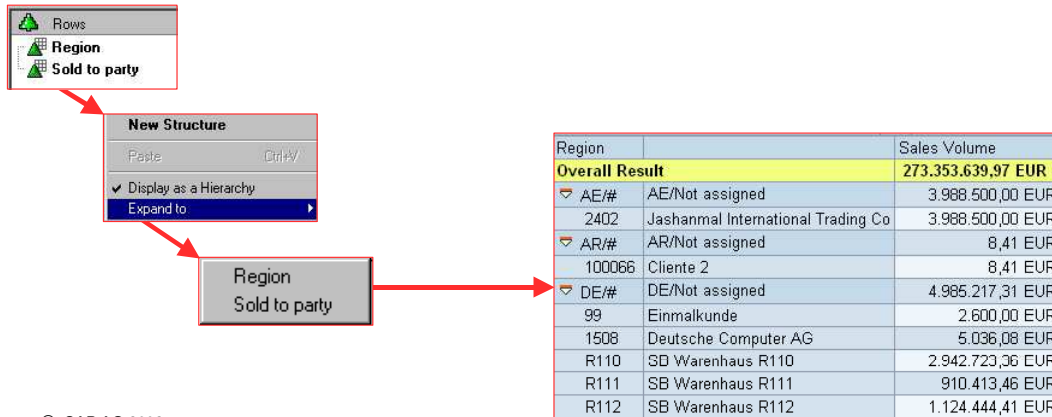 Rows
Region
Sold to party
New Structure
Paste Ctrl+V
Display as a Hierarchy
Expand to
Region
Sold to party
Region Sales Volume
Overall Result 273.353.639,97 EUR
AE/# AE/Not assigned 3.988.500,00 EUR
2402 Jashanmal International Trading Co 3.988.500,00 EUR
AR/# AR/Not assigned 8,41 EUR
100066 Cliente 2 8,41 EUR
DE/# DE/Not assigned 4.985.217,31 EUR
99 Einmalkunde 2.600,00 EUR
1508 Deutsche Computer AG 5.036,08 EUR
R110 SB Warenhaus R110 2.942.723,36 EUR
R111 SB Warenhaus R111 910.413,46 EUR
R112 SB Warenhaus R112 1.124.444,41 EUR